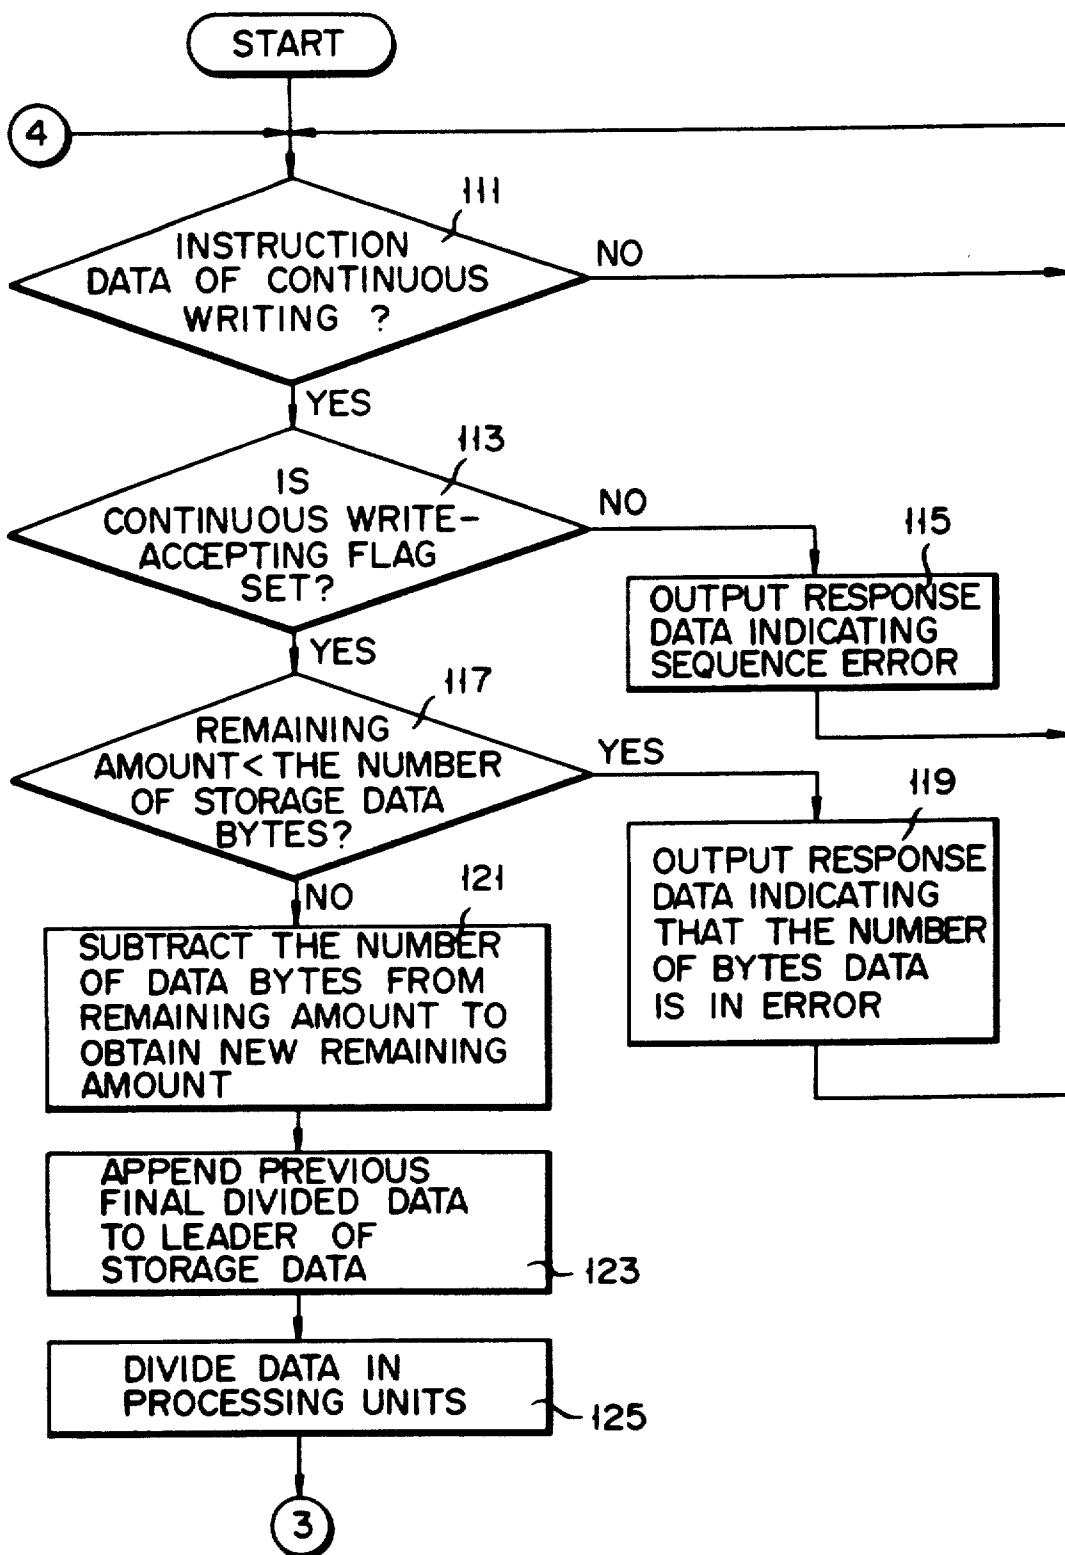 START
4
111
INSTRUCTION
DATA OF CONTINUOUS
WRITING ?
NO
YES
113
IS
CONTINUOUS WRITE-
ACCEPTING FLAG
SET?
NO
115
OUTPUT RESPONSE
DATA INDICATING
SEQUENCE ERROR
YES
117
REMAINING
AMOUNT < THE NUMBER
OF STORAGE DATA
BYTES?
YES
119
OUTPUT RESPONSE
DATA INDICATING
THAT THE NUMBER
OF BYTES DATA
IS IN ERROR
NO
121
SUBTRACT THE NUMBER
OF DATA BYTES FROM
REMAINING AMOUNT TO
OBTAIN NEW REMAINING
AMOUNT
APPEND PREVIOUS
FINAL DIVIDED DATA
TO LEADER OF
STORAGE DATA
123
DIVIDE DATA IN
PROCESSING UNITS
125
3